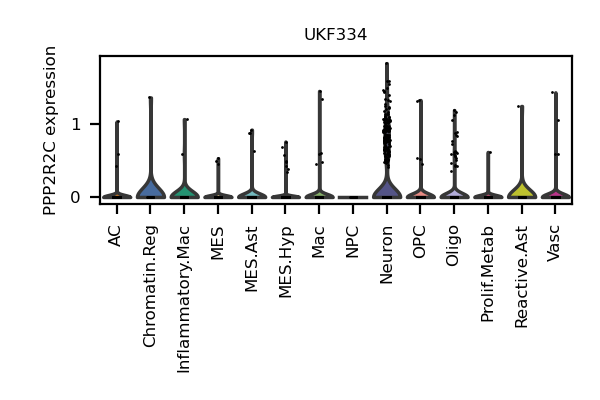 UKF334
PPP2R2C expression
1
0
AC
Chromatin.Reg
Inflammatory.Mac
MES
MES.Ast
MES.Hyp
Mac
NPC
Neuron
OPC
Oligo
Prolif.Metab
Reactive.Ast
Vasc